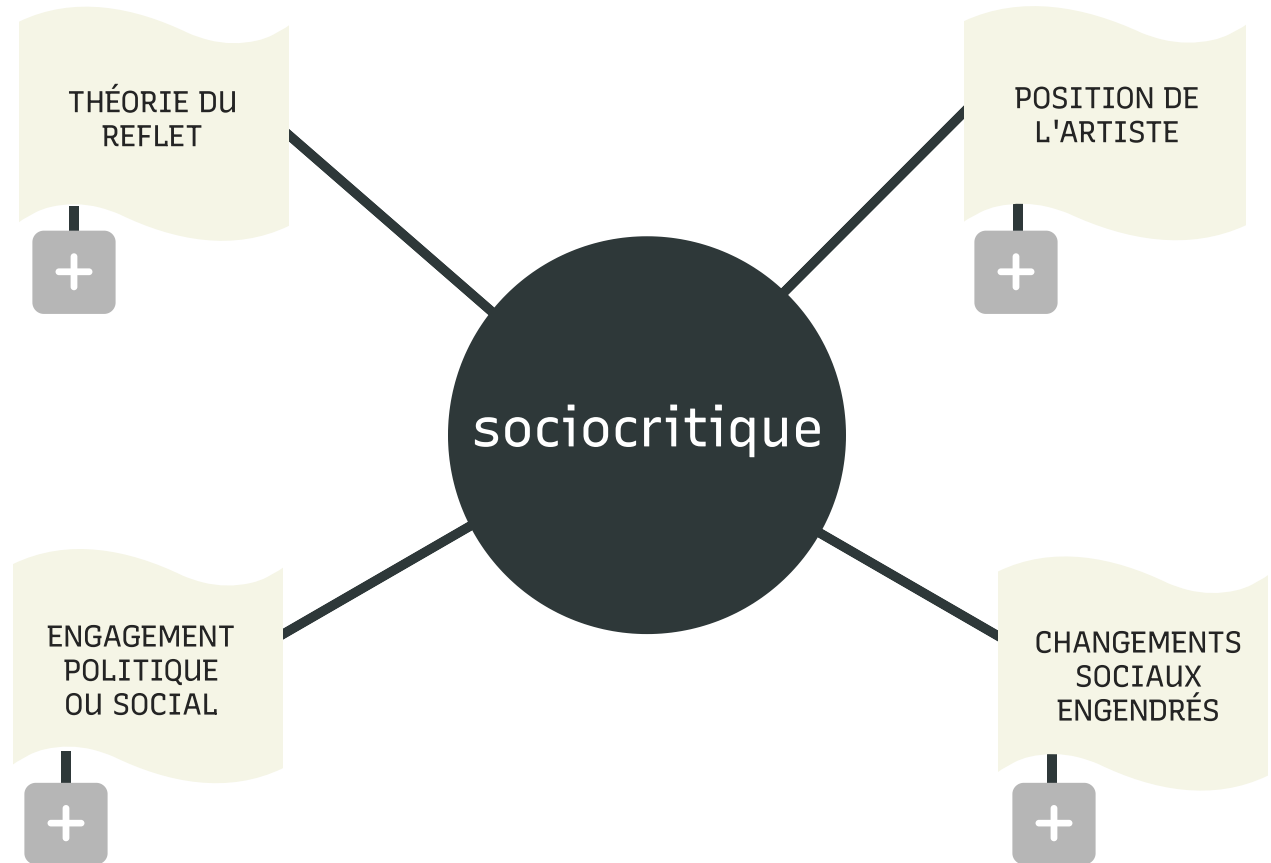 THÉORIE DU
REFLET
POSITION DE
L'ARTISTE
sociocritique
ENGAGEMENT
POLITIQUE
OU SOCIAL
CHANGEMENTS
SOCIAUX
ENGENDRÉS